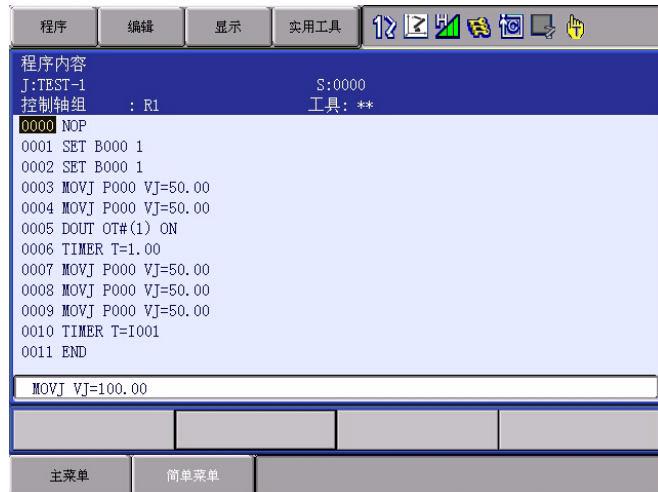 程序 编辑 显示 实用工具
程序内容
J:TEST-1 S:0000
控制轴组 : R1 工具: **
0000 NOP
0001 SET B000 1
0002 SET B000 1
0003 MOVJ P000 VJ=50.00
0004 MOVJ P000 VJ=50.00
0005 DOUT OT#(1) ON
0006 TIMER T=1.00
0007 MOVJ P000 VJ=50.00
0008 MOVJ P000 VJ=50.00
0009 MOVJ P000 VJ=50.00
0010 TIMER T=I001
0011 END
MOVJ VJ=100.00
主菜单 简单菜单